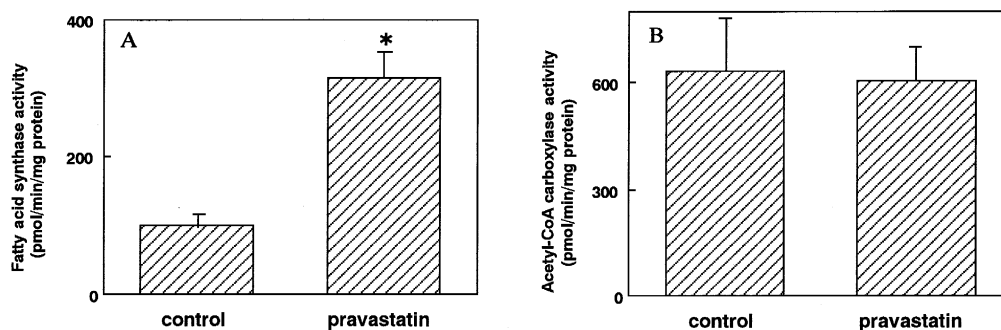 A
Fatty acid synthase activity
(pmol/min/mg protein)
400
200
0
*
control
pravastatin
B
Acetyl-CoA carboxylase activity
(pmol/min/mg protein)
600
300
0
control
pravastatin